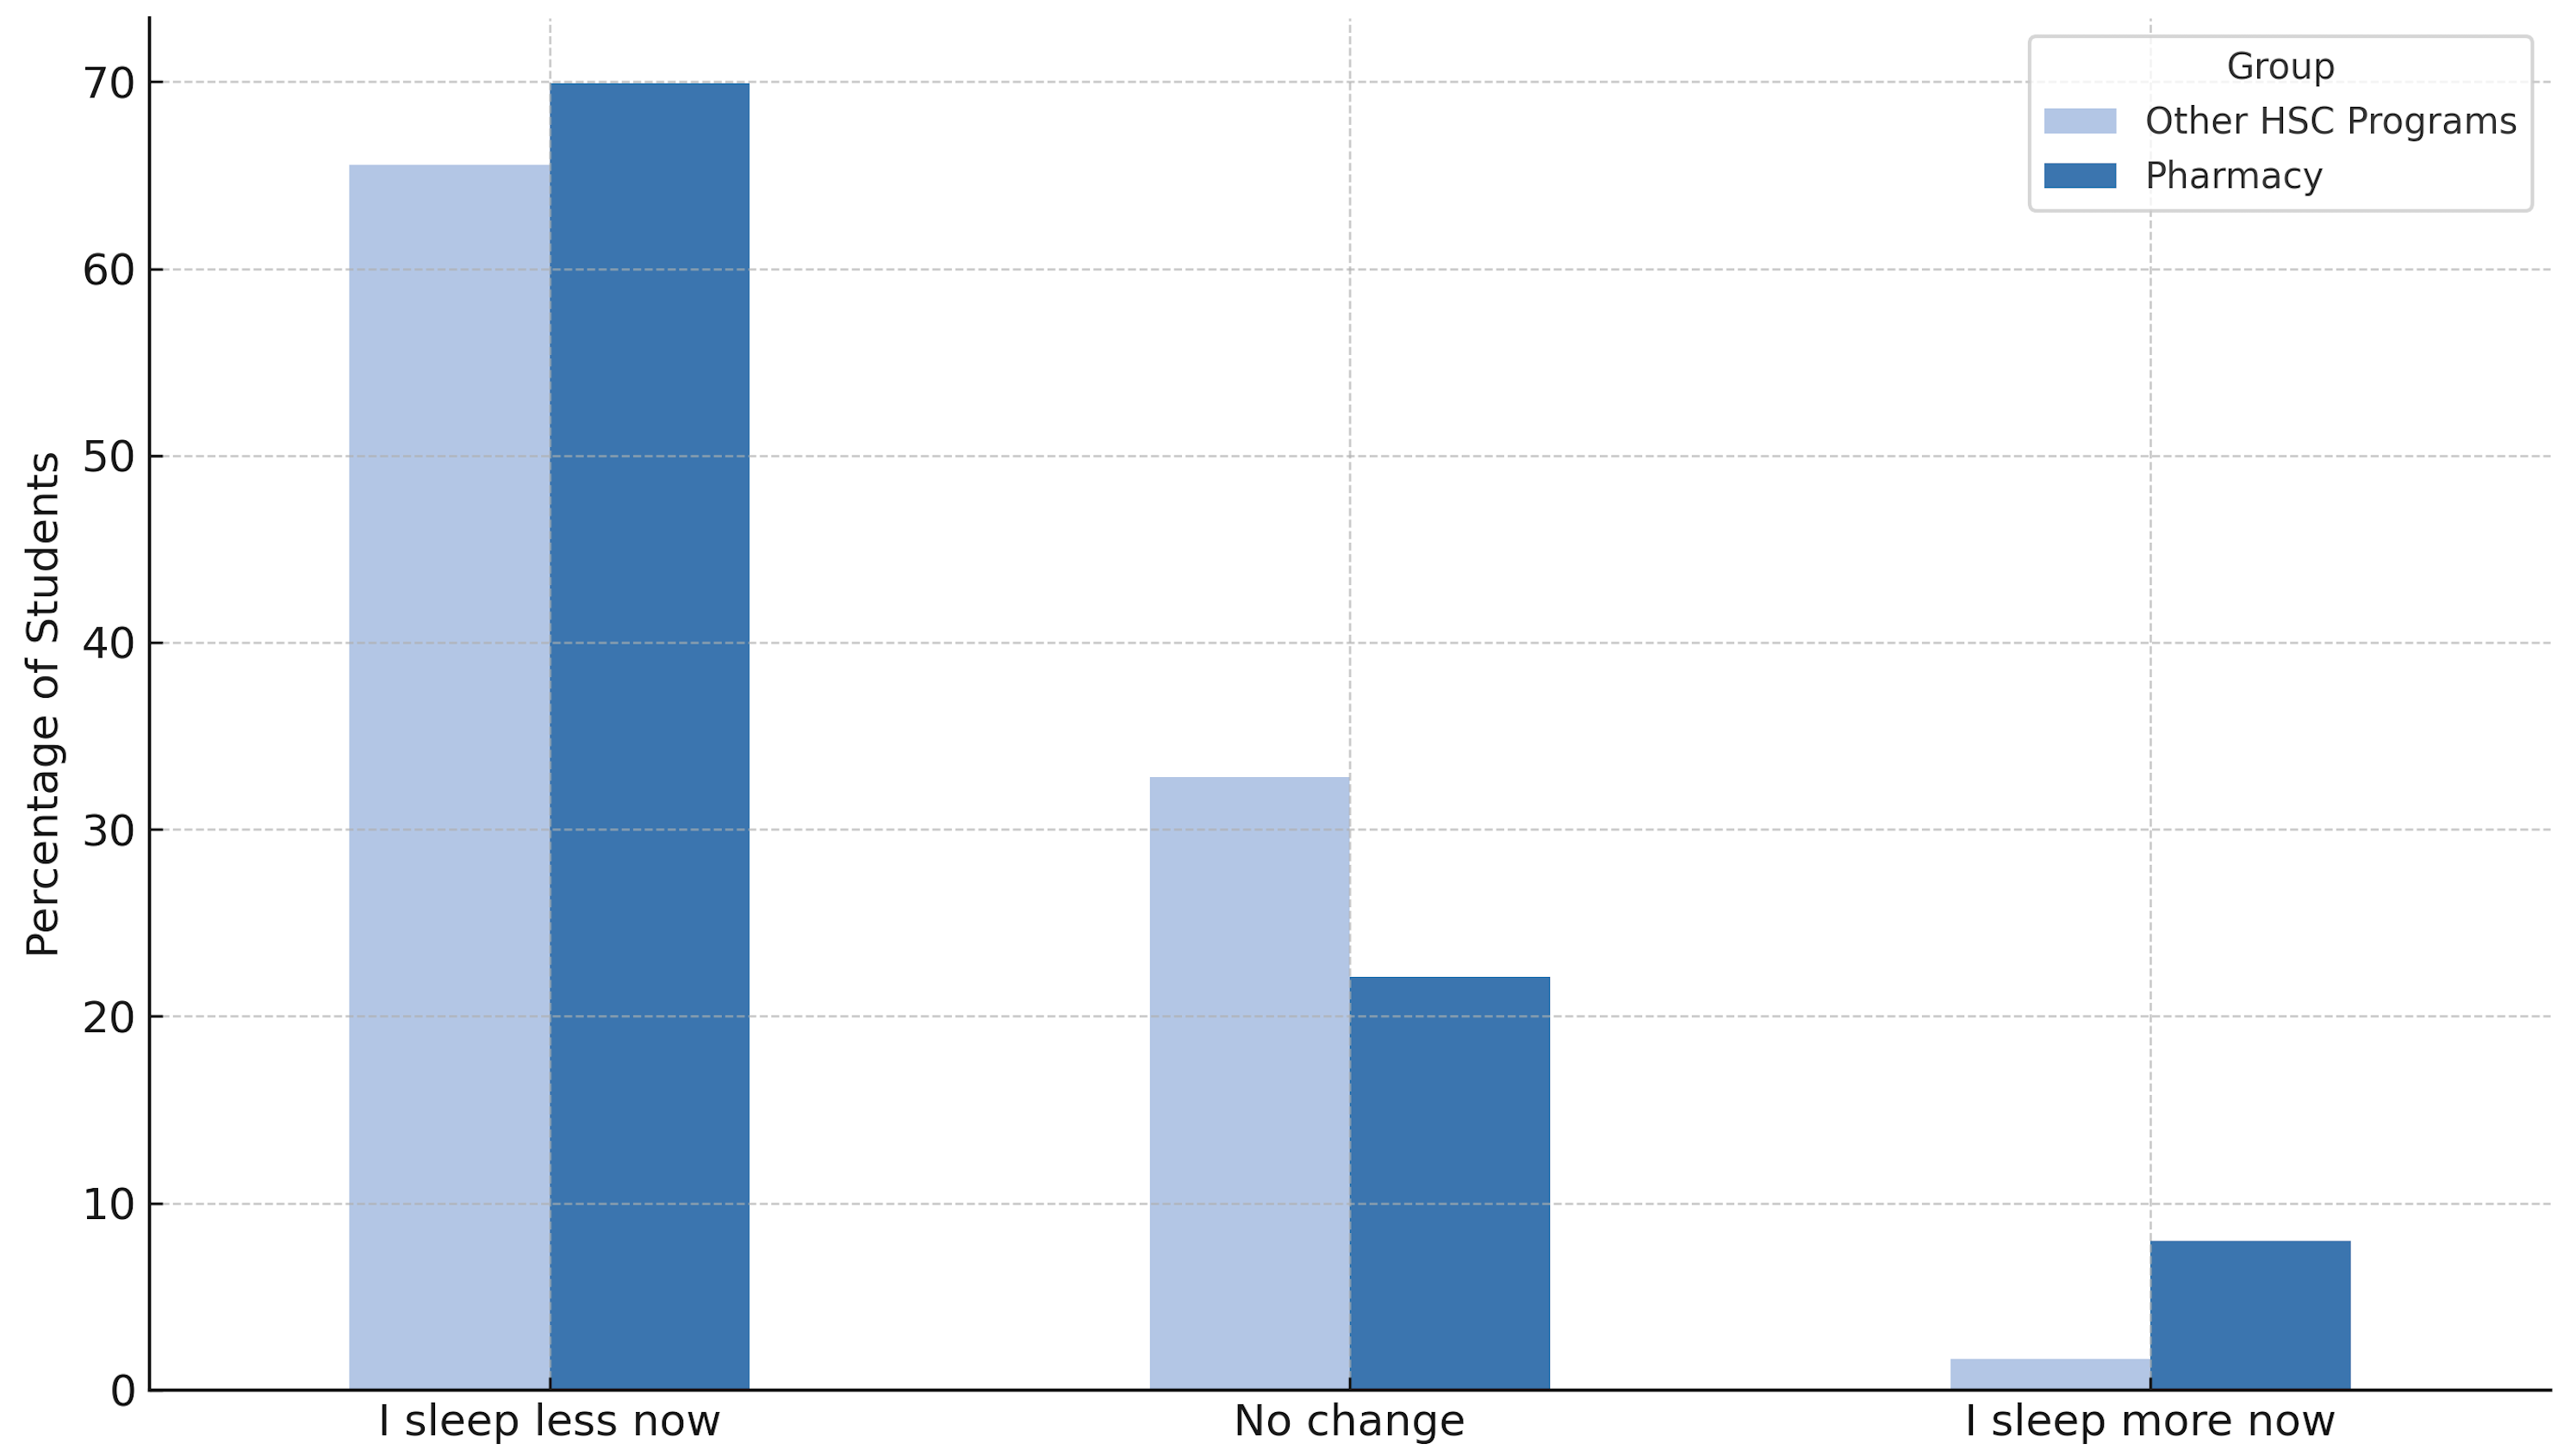 Percentage of Students
70
60
50
40
30
20
10
0
Group
Other HSC Programs
Pharmacy
I sleep less now
No change
I sleep more now